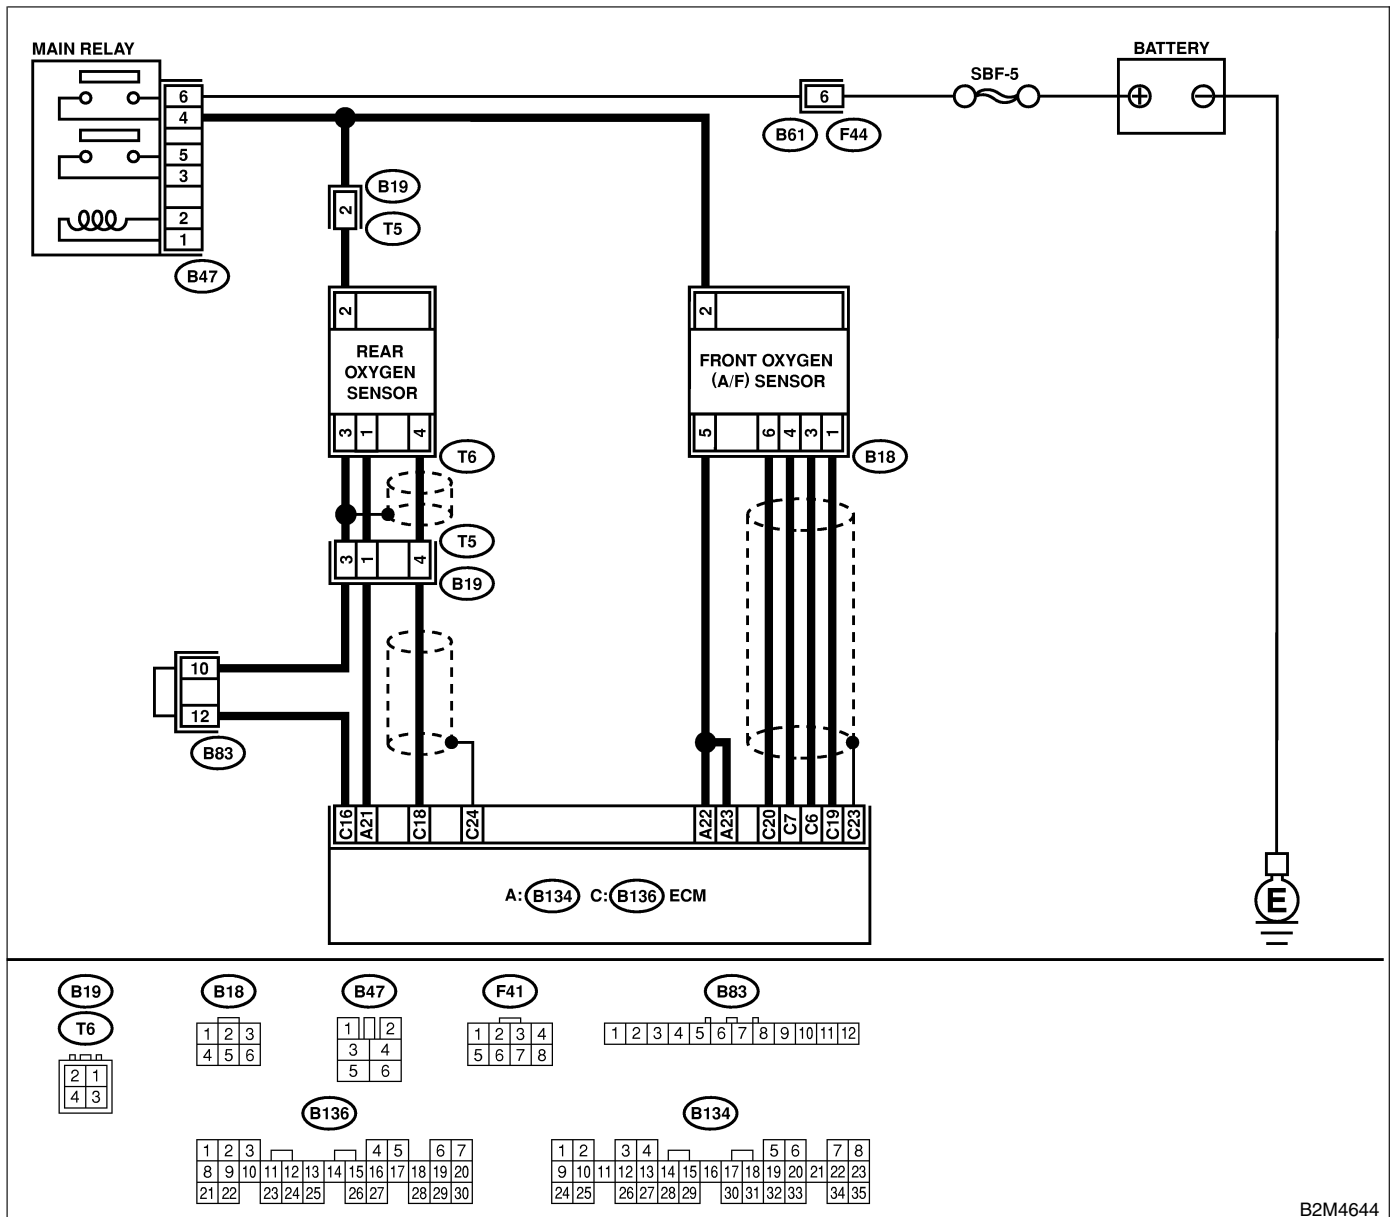 MAIN RELAY
BATTERY
SBF-5
6
4
5
3
2
1
B47
6
B61 F44
2
B19
T5
2
REAR
OXYGEN
SENSOR
3 1 4
T6
2
FRONT OXYGEN
(A/F) SENSOR
5 6 4 3 1
B18
3 1 4
T5
B19
10
12
B83
C16 A21 C18 C24 A22 A23 C20 C7 C6 C19 C23
A: B134 C: B136 ECM
E
B19
T6
2 1
4 3
B18
1 2 3
4 5 6
B47
1 2
3 4
5 6
F41
1 2 3 4
5 6 7 8
B83
1 2 3 4 5 6 7 8 9 10 11 12
B136
1 2 3 4 5 6 7
8 9 10 11 12 13 14 15 16 17 18 19 20
21 22 23 24 25 26 27 28 29 30
B134
1 2 3 4 5 6 7 8
9 10 11 12 13 14 15 16 17 18 19 20 21 22 23
24 25 26 27 28 29 30 31 32 33 34 35
B2M4644